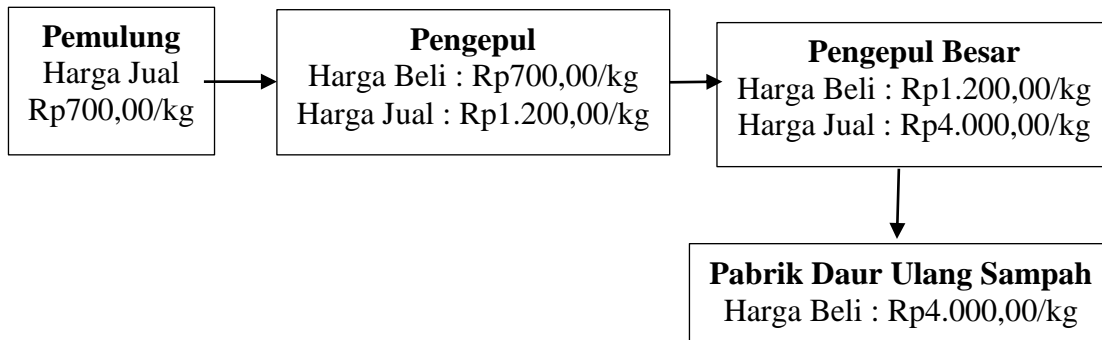 Pemulung
Harga Jual
Rp700,00/kg
Pengepul
Harga Beli : Rp700,00/kg
Harga Jual : Rp1.200,00/kg
Pengepul Besar
Harga Beli : Rp1.200,00/kg
Harga Jual : Rp4.000,00/kg
Pabrik Daur Ulang Sampah
Harga Beli : Rp4.000,00/kg